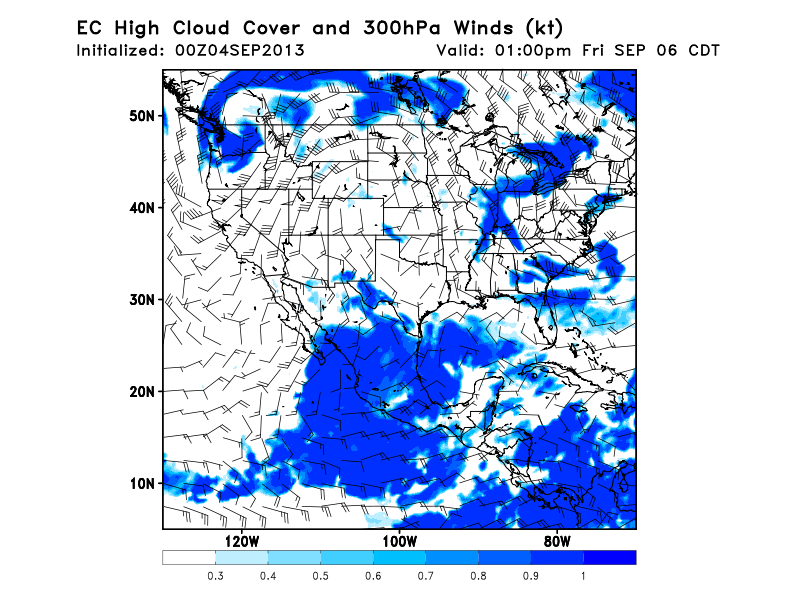 EC High Cloud Cover and 300hPa Winds (kt)
Initialized: 00Z04SEP2013 Valid: 01:00pm Fri SEP 06 CDT
50N
40N
30N
20N
10N
120W 100W 80W
0.3 0.4 0.5 0.6 0.7 0.8 0.9 1